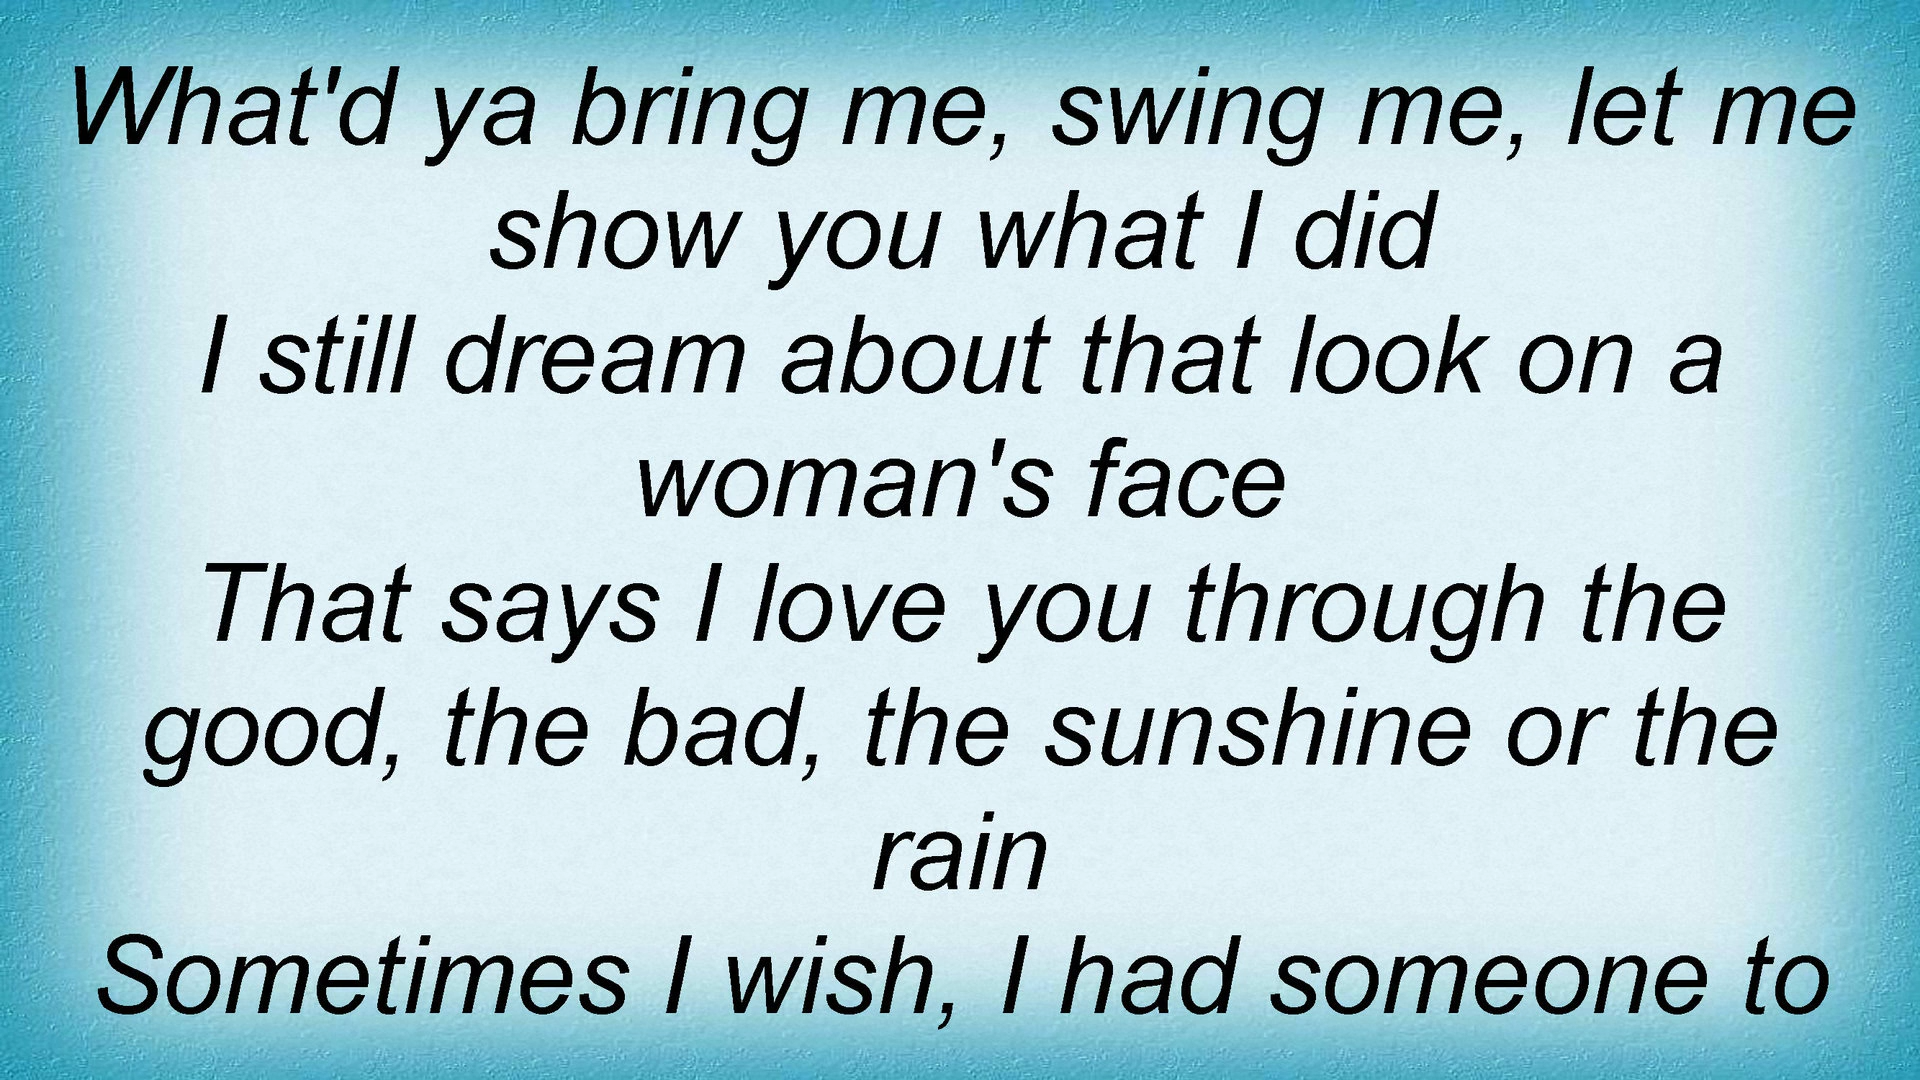 What'd ya bring me, swing me, let me
show you what I did
I still dream about that look on a
woman's face
That says I love you through the
good, the bad, the sunshine or the
rain
Sometimes I wish, I had someone to